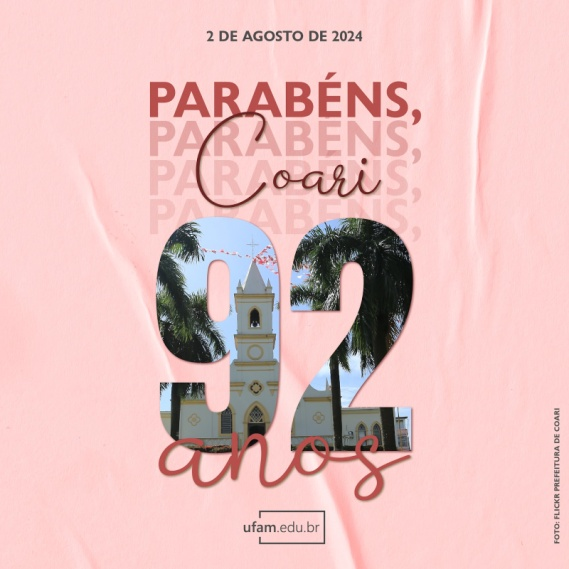 2 DE AGOSTO DE 2024
PARABÉNS,
PARABÉNS,
Coari
PARABÉNS,
PARABÉNS,
92
anos
ufam.edu.br
FOTO: FLICKR PREFEITURA DE COARI